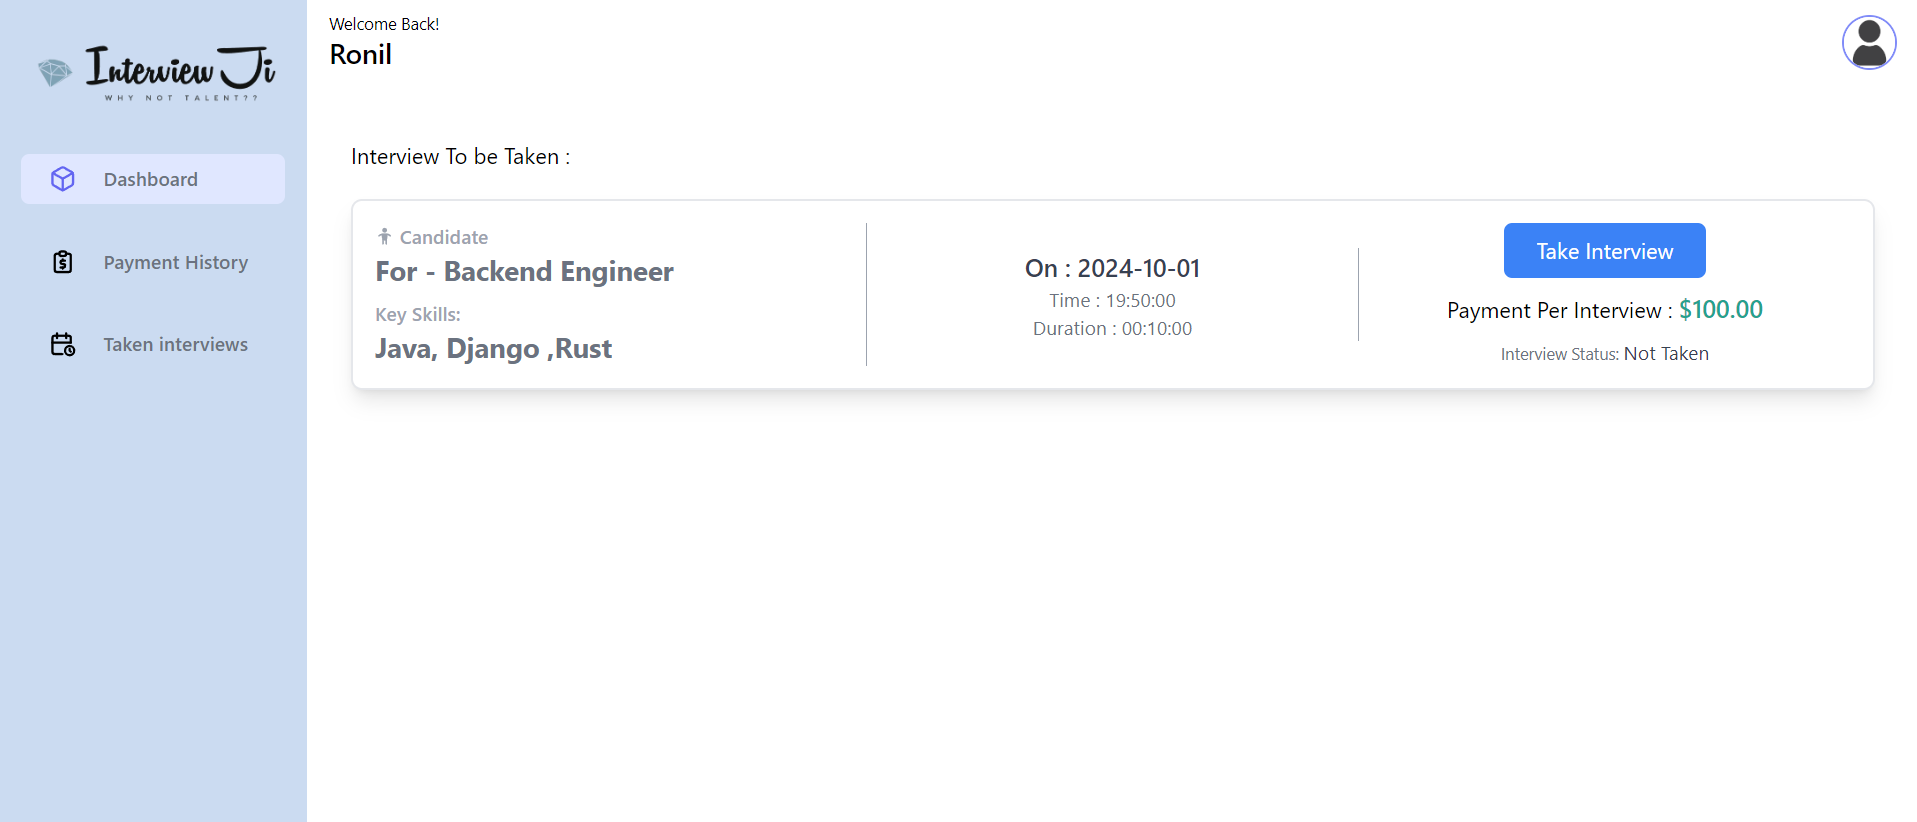 Interview Ji
WHY NOT TALENT??
Dashboard
Payment History
Taken interviews
Welcome Back!
Ronil
Interview To be Taken :
Candidate
For - Backend Engineer
Key Skills:
Java, Django ,Rust
On : 2024-10-01
Time : 19:50:00
Duration : 00:10:00
Take Interview
Payment Per Interview : $100.00
Interview Status: Not Taken